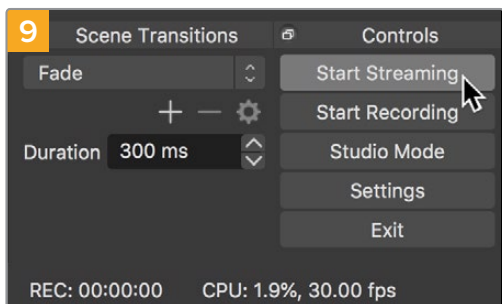 9
Scene Transitions
Controls
Fade
Start Streaming
Start Recording
Duration 300 ms
Studio Mode
Settings
Exit
REC: 00:00:00 CPU: 1.9%, 30.00 fps